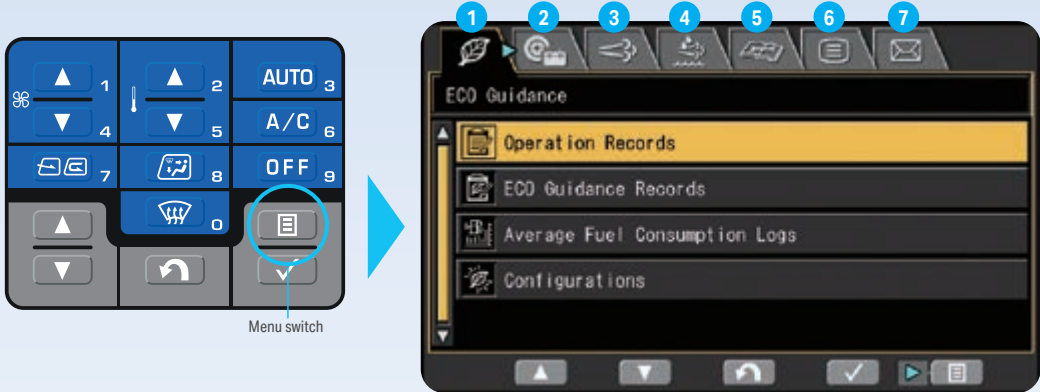 1 2 3 4 5 6 7
1 2 AUTO 3
4 5 A/C 6
7 8 OFF 9
0
Menu switch
ECO Guidance
Operation Records
ECO Guidance Records
Average Fuel Consumption Logs
Configurations